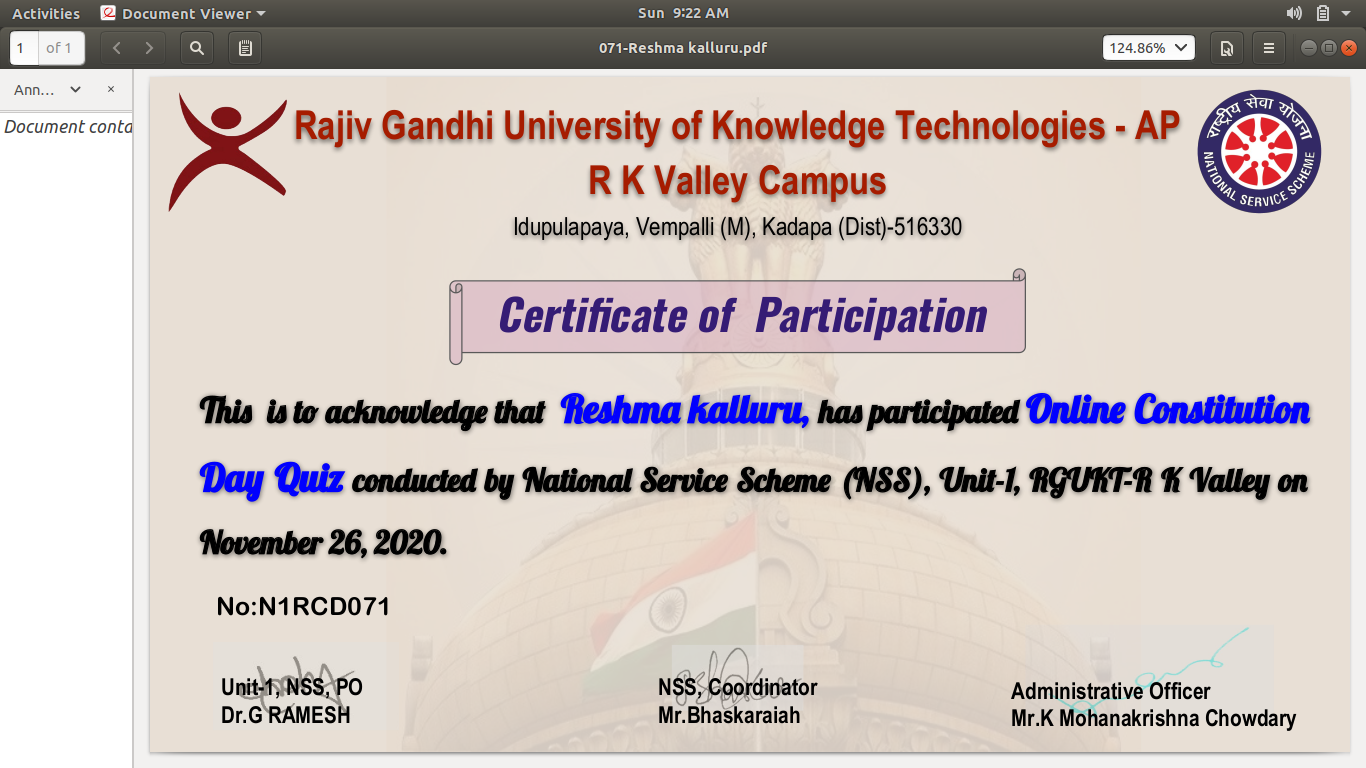 Activities Document Viewer Sun 9:22 AM
1 of 1 071-Reshma kalluru.pdf 124.86%
Ann...
Document conta
Rajiv Gandhi University of Knowledge Technologies - AP
R K Valley Campus
Idupulapaya, Vempalli (M), Kadapa (Dist)-516330
राष्ट्रीय सेवा योजना
NATIONAL SERVICE SCHEME
Certificate of Participation
This is to acknowledge that Reshma kalluru, has participated Online Constitution
Day Quiz conducted by National Service Scheme (NSS), Unit-1, RGUKT-R K Valley on
November 26, 2020.
No:N1RCD071
Unit-1, NSS, PO
Dr.G RAMESH
NSS, Coordinator
Mr.Bhaskaraiah
Administrative Officer
Mr.K Mohanakrishna Chowdary